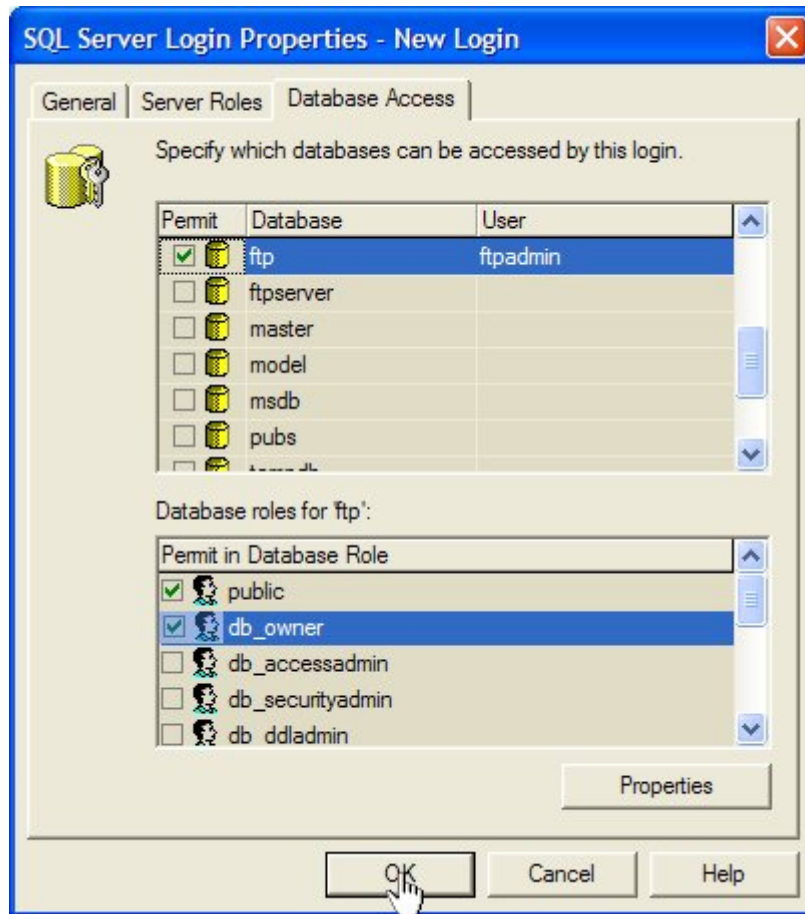 SQL Server Login Properties - New Login
General Server Roles Database Access
Specify which databases can be accessed by this login.
Permit Database User
ftp ftpadmin
ftpserver
master
model
msdb
pubs
Database roles for 'ftp':
Permit in Database Role
public
db_owner
db_accessadmin
db_securityadmin
db_ddladmin
Properties
OK Cancel Help